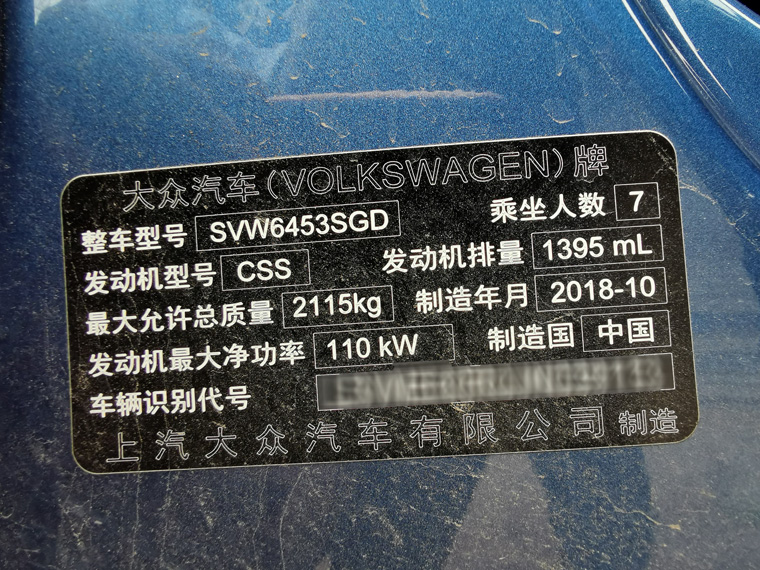 大众汽车(VOLKSWAGEN)牌
整车型号 SVW6453SGD 乘坐人数 7
发动机型号 CSS 发动机排量 1395 mL
最大允许总质量 2115kg 制造年月 2018-10
发动机最大净功率 110 kW 制造国 中国
车辆识别代号
上汽大众汽车有限公司 制造